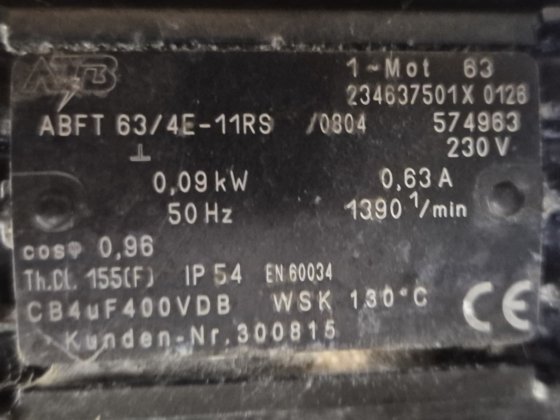 ATB 1~Mot 63
234637501X 0126
ABFT 63/4E-11RS /0804 574963
⊥ 230 V
0,09 kW 0,63 A
50 Hz 1390 1/min
cosφ 0,96
Th.Cl. 155(F) IP 54 EN 60034
CB4uF400VDB WSK 130°C
Kunden-Nr.300815 CE